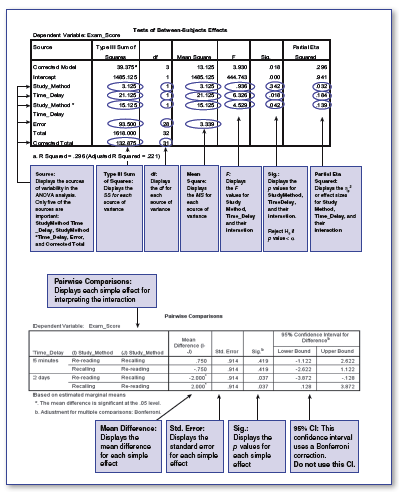 Tests of Between-Subjects Effects
Dependent Variable: Exam_Score
Source Type III Sum of Squares df Mean Square F Sig. Partial Eta Squared
Corrected Model 39.375ᵃ 3 13.125 3.930 .018 .296
Intercept 1485.125 1 1485.125 444.743 .000 .941
Study_Method 3.125 1 3.125 .936 .342 .032
Time_Delay 21.125 1 21.125 6.326 .018 .184
Study_Method * Time_Delay 15.125 1 15.125 4.529 .042 .139
Error 93.500 28 3.339
Total 1618.000 32
Corrected Total 132.875 31
a. R Squared = .296 (Adjusted R Squared = .221)
Source:
Displays the
sources of
variability in the
ANOVA analysis.
Only five of the
sources are
important:
StudyMethod Time
_Delay, StudyMethod
*Time_Delay, Error,
and Corrected Total
Type III Sum
of Squares:
Displays the
SS for each
source of
variance
df:
Displays
the df for
each
source of
variance
Mean
Square:
Displays
the MS for
each
source of
variance
F:
Displays
the F
values
for Study
Method,
Time_Delay
and their
interaction.
Sig.:
Displays the
p values for
StudyMethod,
TimeDelay,
and their
interaction.
Reject H₀ if
p value < α
Partial Eta
Squared:
Displays the
or effect sizes
for Study
Method,
Time_Delay, and
their
interaction
Pairwise Comparisons:
Displays each simple effect for
interpreting the interaction
Pairwise Comparisons
Dependent Variable: Exam_Score
Time_Delay (I) Study_Method (J) Study_Method Mean Difference (I-J) Std. Error Sig.ᵇ 95% Confidence Interval for Differenceᵇ Lower Bound Upper Bound
5 minutes Re-reading Recalling .750 .914 .419 -1.122 2.622
Recalling Re-reading -.750 .914 .419 -2.622 1.122
2 days Re-reading Recalling -2.000* .914 .037 -3.872 -.128
Recalling Re-reading 2.000* .914 .037 .128 3.872
Based on estimated marginal means
*. The mean difference is significant at the .05 level.
b. Adjustment for multiple comparisons: Bonferroni.
Mean Difference:
Displays the
mean difference
for each simple
effect
Std. Error:
Displays the
standard error
for each simple
effect
Sig.:
Displays the
p values for
each simple
effect
95% CI: This
confidence interval
uses a Bonferroni
correction.
Do not use this CI.